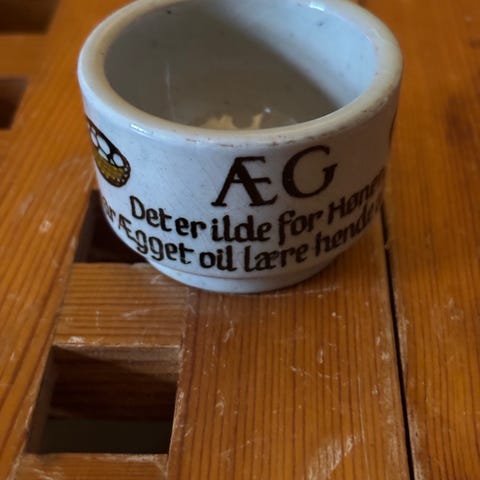 ÆG
Det er ilde for Hønen
Ægget vil lære hende